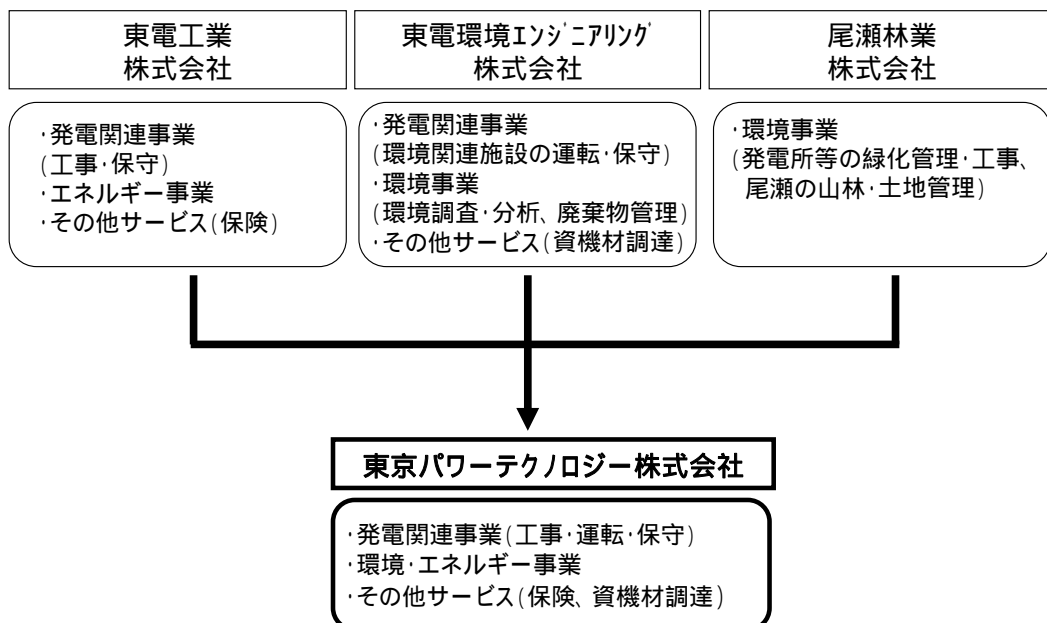 東電工業
株式会社
東電環境ｴﾝｼﾞﾆｱﾘﾝｸﾞ
株式会社
尾瀬林業
株式会社
･発電関連事業
(工事･保守)
･エネルギー事業
･その他サービス(保険)
･発電関連事業
(環境関連施設の運転･保守)
･環境事業
(環境調査･分析、廃棄物管理)
･その他サービス(資機材調達)
･環境事業
(発電所等の緑化管理･工事、
尾瀬の山林･土地管理)
東京パワーテクノロジー株式会社
･発電関連事業(工事･運転･保守)
･環境･エネルギー事業
･その他サービス(保険、資機材調達)